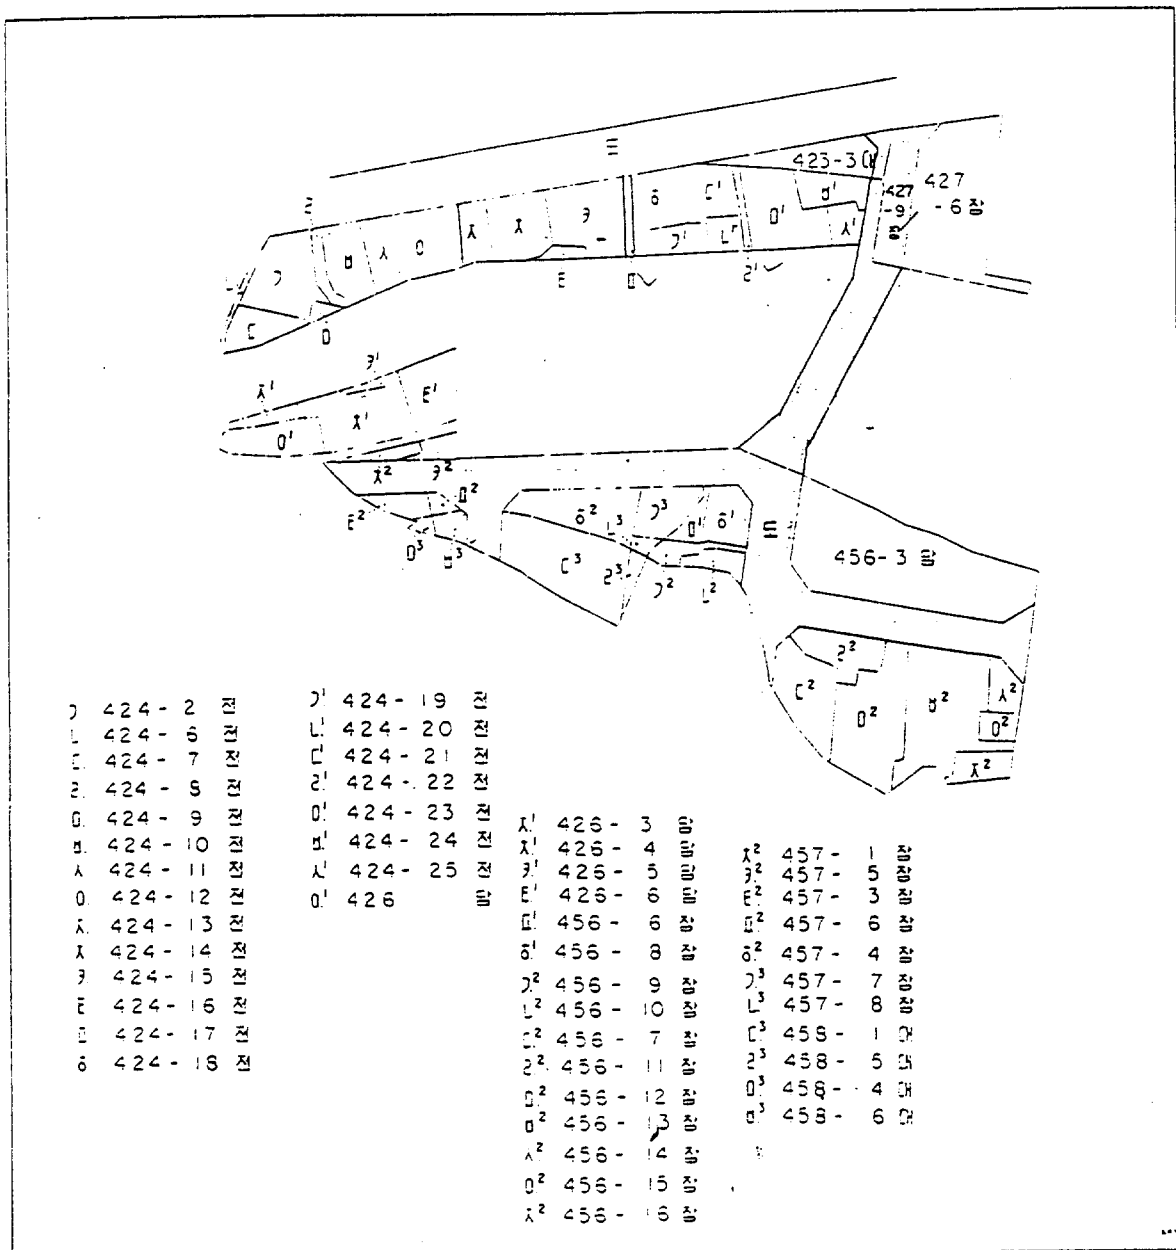 423-3 대
427
-9
427
-6 잡
456-3 답
ㄱ 424-2 전
ㄴ 424-6 전
ㄷ 424-7 전
ㄹ 424-8 전
ㅁ 424-9 전
ㅂ 424-10 전
ㅅ 424-11 전
ㅇ 424-12 전
ㅈ 424-13 전
ㅊ 424-14 전
ㅋ 424-15 전
ㅌ 424-16 전
ㅍ 424-17 전
ㅎ 424-18 전
ㄱ¹ 424-19 전
ㄴ¹ 424-20 전
ㄷ¹ 424-21 전
ㄹ¹ 424-22 전
ㅁ¹ 424-23 전
ㅂ¹ 424-24 전
ㅅ¹ 424-25 전
ㅇ¹ 426 답
ㅈ¹ 426-3 답
ㅊ¹ 426-4 답
ㅋ¹ 426-5 답
ㅌ¹ 426-6 답
ㅍ¹ 456-6 잡
ㅎ¹ 456-8 잡
ㄱ² 456-9 잡
ㄴ² 456-10 잡
ㄷ² 456-7 잡
ㄹ² 456-11 잡
ㅁ² 456-12 잡
ㅂ² 456-13 잡
ㅅ² 456-14 잡
ㅇ² 456-15 잡
ㅈ² 456-16 잡
ㅊ² 457-1 잡
ㅋ² 457-5 잡
ㅌ² 457-3 잡
ㅍ² 457-6 잡
ㅎ² 457-4 잡
ㄱ³ 457-7 잡
ㄴ³ 457-8 잡
ㄷ³ 458-1 대
ㄹ³ 458-5 대
ㅁ³ 458-4 대
ㅂ³ 458-6 대